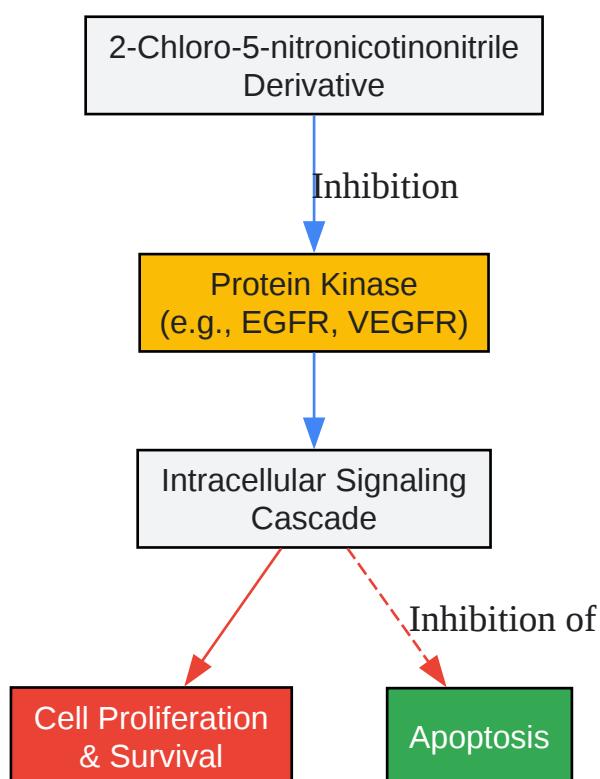 2-Chloro-5-nitronicotinonitrile
Derivative
Inhibition
Protein Kinase
(e.g., EGFR, VEGFR)
Intracellular Signaling
Cascade
Inhibition of
Cell Proliferation
& Survival
Apoptosis